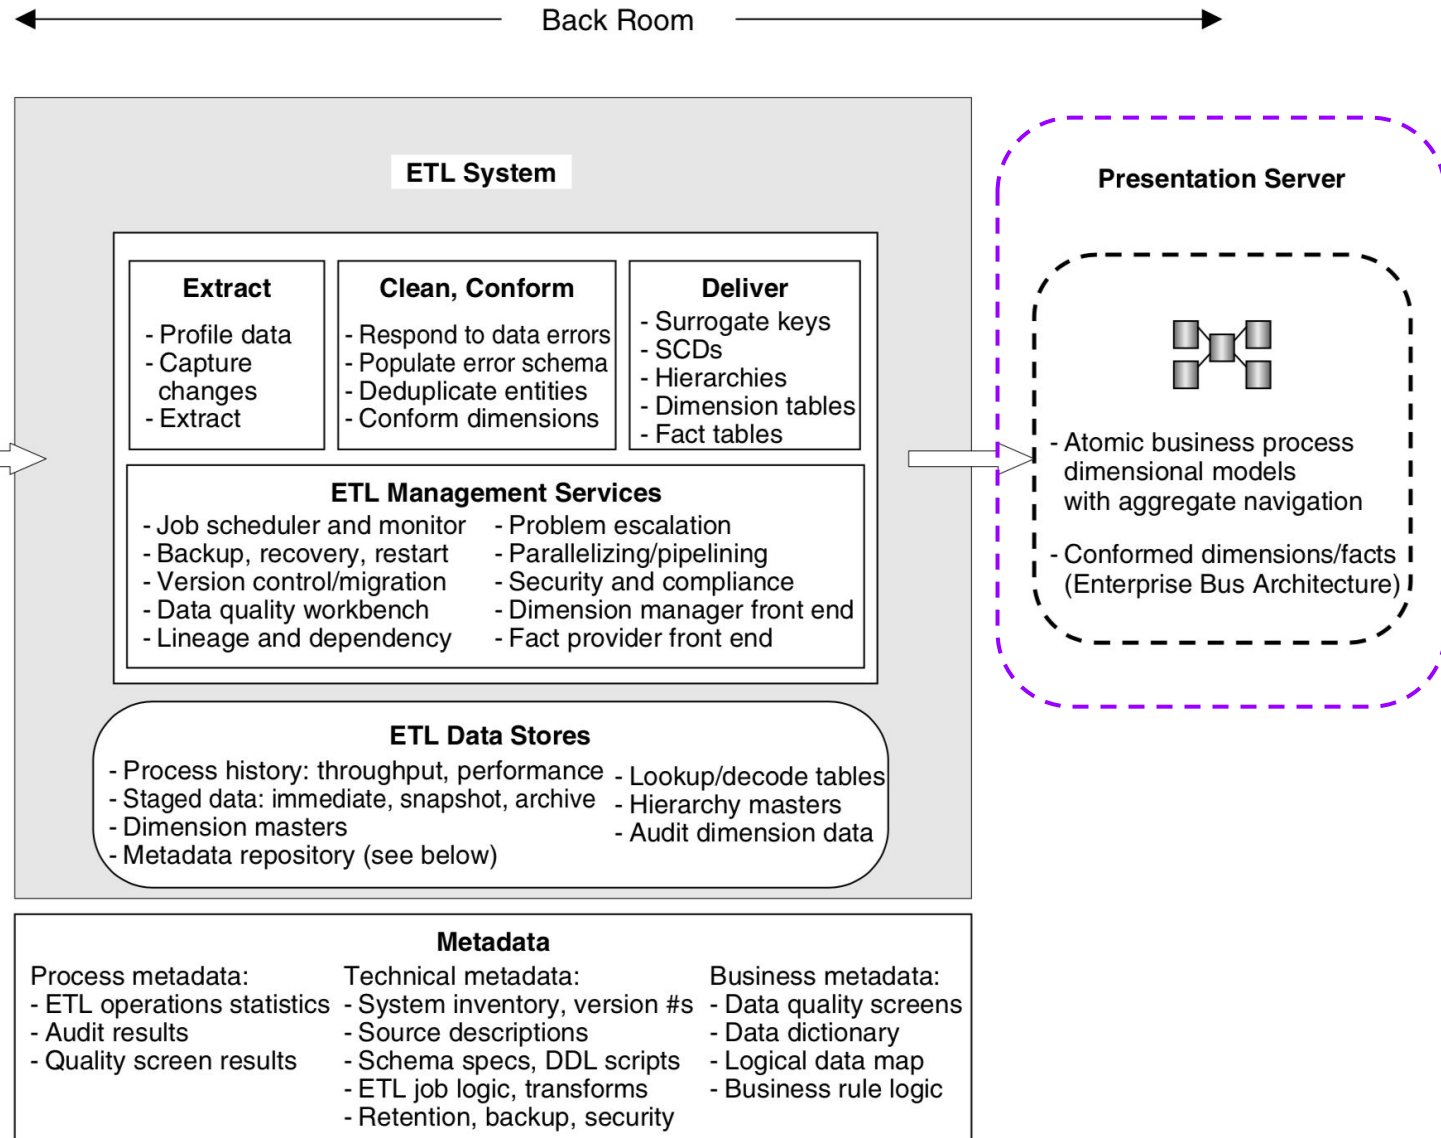 Back Room
ETL System
Extract
- Profile data
- Capture
changes
- Extract
Clean, Conform
- Respond to data errors
- Populate error schema
- Deduplicate entities
- Conform dimensions
Deliver
- Surrogate keys
- SCDs
- Hierarchies
- Dimension tables
- Fact tables
ETL Management Services
- Job scheduler and monitor
- Backup, recovery, restart
- Version control/migration
- Data quality workbench
- Lineage and dependency
- Problem escalation
- Parallelizing/pipelining
- Security and compliance
- Dimension manager front end
- Fact provider front end
ETL Data Stores
- Process history: throughput, performance
- Staged data: immediate, snapshot, archive
- Dimension masters
- Metadata repository (see below)
- Lookup/decode tables
- Hierarchy masters
- Audit dimension data
Presentation Server
- Atomic business process
dimensional models
with aggregate navigation
- Conformed dimensions/facts
(Enterprise Bus Architecture)
Metadata
Process metadata:
- ETL operations statistics
- Audit results
- Quality screen results
Technical metadata:
- System inventory, version #s
- Source descriptions
- Schema specs, DDL scripts
- ETL job logic, transforms
- Retention, backup, security
Business metadata:
- Data quality screens
- Data dictionary
- Logical data map
- Business rule logic